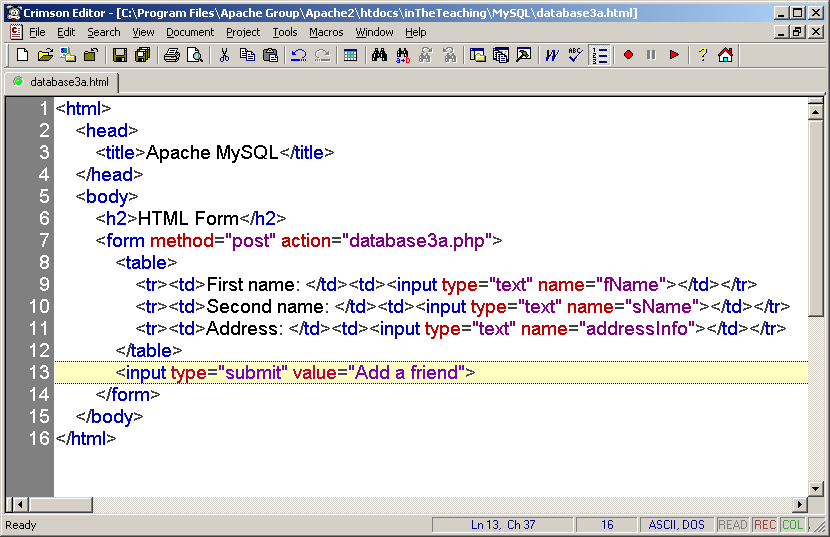 Crimson Editor - [C:\Program Files\Apache Group\Apache2\htdocs\inTheTeaching\MySQL\database3a.html]
File Edit Search View Document Project Tools Macros Window Help
database3a.html
1 <html>
2 <head>
3 <title>Apache MySQL</title>
4 </head>
5 <body>
6 <h2>HTML Form</h2>
7 <form method="post" action="database3a.php">
8 <table>
9 <tr><td>First name: </td><td><input type="text" name="fName"></td></tr>
10 <tr><td>Second name: </td><td><input type="text" name="sName"></td></tr>
11 <tr><td>Address: </td><td><input type="text" name="addressInfo"></td></tr>
12 </table>
13 <input type="submit" value="Add a friend">
14 </form>
15 </body>
16 </html>
Ready Ln 13, Ch 37 16 ASCII, DOS READ REC COL